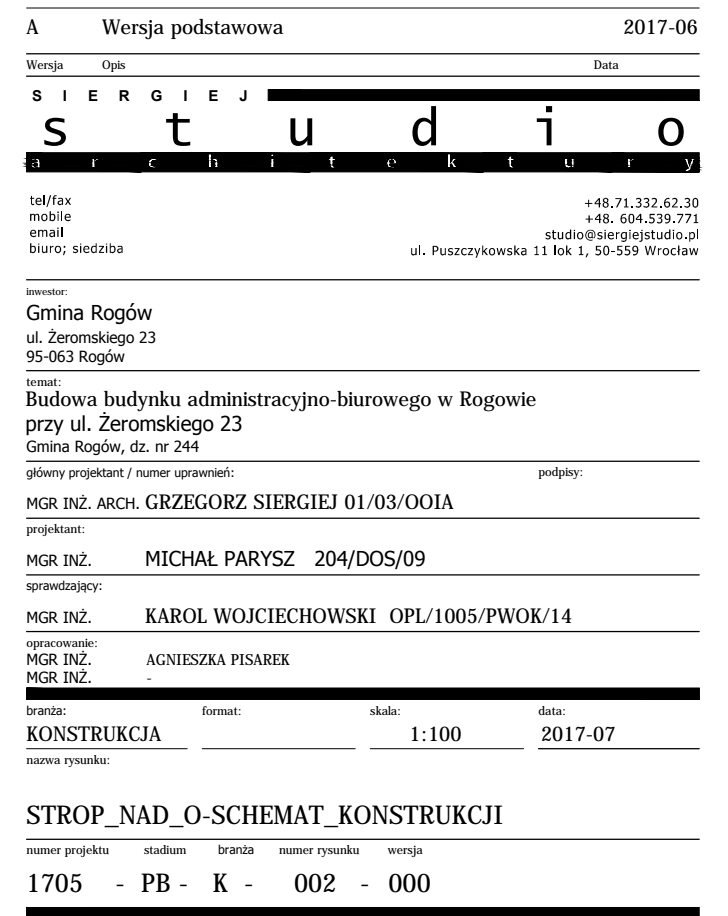 A Wersja podstawowa 2017-06
Wersja Opis Data
SIERGIEJ
studio
architektury
tel/fax +48.71.332.62.30
mobile +48. 604.539.771
email studio@siergiejstudio.pl
biuro; siedziba ul. Puszczykowska 11 lok 1, 50-559 Wrocław
inwestor:
Gmina Rogów
ul. Żeromskiego 23
95-063 Rogów
temat:
Budowa budynku administracyjno-biurowego w Rogowie
przy ul. Żeromskiego 23
Gmina Rogów, dz. nr 244
główny projektant / numer uprawnień: podpisy:
MGR INŻ. ARCH. GRZEGORZ SIERGIEJ 01/03/OOIA
projektant:
MGR INŻ. MICHAŁ PARYSZ 204/DOS/09
sprawdzający:
MGR INŻ. KAROL WOJCIECHOWSKI OPL/1005/PWOK/14
opracowanie:
MGR INŻ. AGNIESZKA PISAREK
MGR INŻ. -
branża: format: skala: data:
KONSTRUKCJA 1:100 2017-07
nazwa rysunku:
STROP_NAD_O-SCHEMAT_KONSTRUKCJI
numer projektu stadium branża numer rysunku wersja
1705 - PB - K - 002 - 000